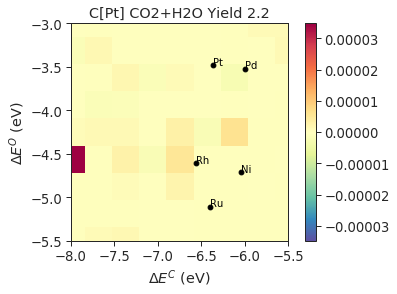 C[Pt] CO2+H2O Yield 2.2
−3.0
−3.5
−4.0
−4.5
−5.0
−5.5
ΔE^O (eV)
Pt
Pd
Rh
Ni
Ru
−8.0 −7.5 −7.0 −6.5 −6.0 −5.5
ΔE^C (eV)
0.00003
0.00002
0.00001
0.00000
−0.00001
−0.00002
−0.00003